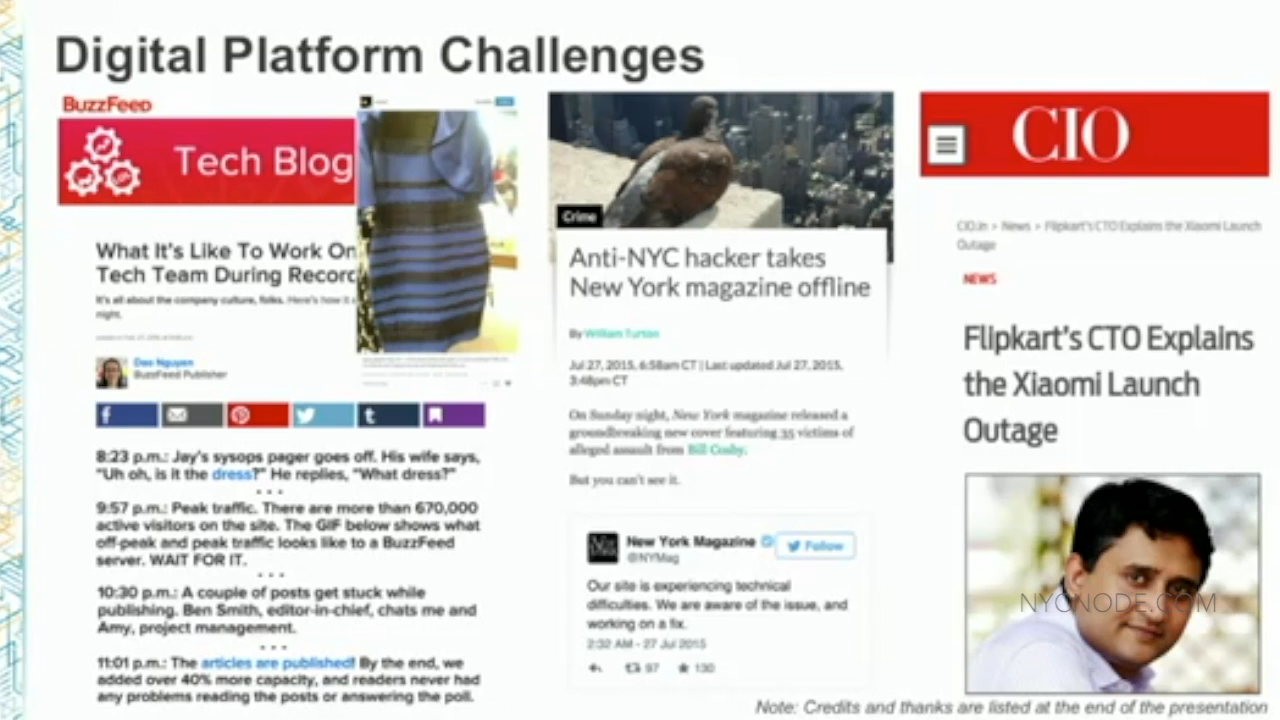 Digital Platform Challenges
BuzzFeed
Tech Blog
What It's Like To Work On
Tech Team During Record
It's all about the company culture, folks. Here's how it
night.
Dao Nguyen
BuzzFeed Publisher
8:23 p.m.: Jay's sysops pager goes off. His wife says,
"Uh oh, is it the dress?" He replies, "What dress?"
• • •
9:57 p.m.: Peak traffic. There are more than 670,000
active visitors on the site. The GIF below shows what
off-peak and peak traffic looks like to a BuzzFeed
server. WAIT FOR IT.
• • •
10:30 p.m.: A couple of posts get stuck while
publishing. Ben Smith, editor-in-chief, chats me and
Amy, project management.
• • •
11:01 p.m.: The articles are published! By the end, we
added over 40% more capacity, and readers never had
any problems reading the posts or answering the poll.
Crime
Anti-NYC hacker takes
New York magazine offline
By William Turton
Jul 27, 2015, 6:58am CT | Last updated Jul 27, 2015,
3:48pm CT
On Sunday night, New York magazine released a
groundbreaking new cover featuring 35 victims of
alleged assault from Bill Cosby.
But you can't see it.
New York Magazine
Follow
@NYMag
Our site is experiencing technical
difficulties. We are aware of the issue, and
working on a fix.
2:32 AM - 27 Jul 2015
97 130
CIO
CIO.in > News > Flipkart's CTO Explains the Xiaomi Launch
Outage
NEWS
Flipkart's CTO Explains
the Xiaomi Launch
Outage
NYCNODE.COM
Note: Credits and thanks are listed at the end of the presentation